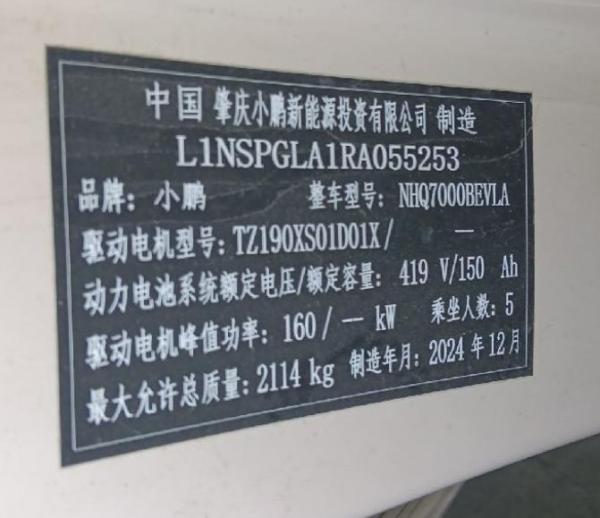 中国 肇庆小鹏新能源投资有限公司 制造
L1NSPGLA1RA055253
品牌：小鹏 整车型号：NHQ7000BEVLA
驱动电机型号：TZ190XS01D01X/ —
动力电池系统额定电压/额定容量：419 V/150 Ah
驱动电机峰值功率：160/ — kW 乘坐人数：5
最大允许总质量：2114 kg 制造年月：2024 年 12 月